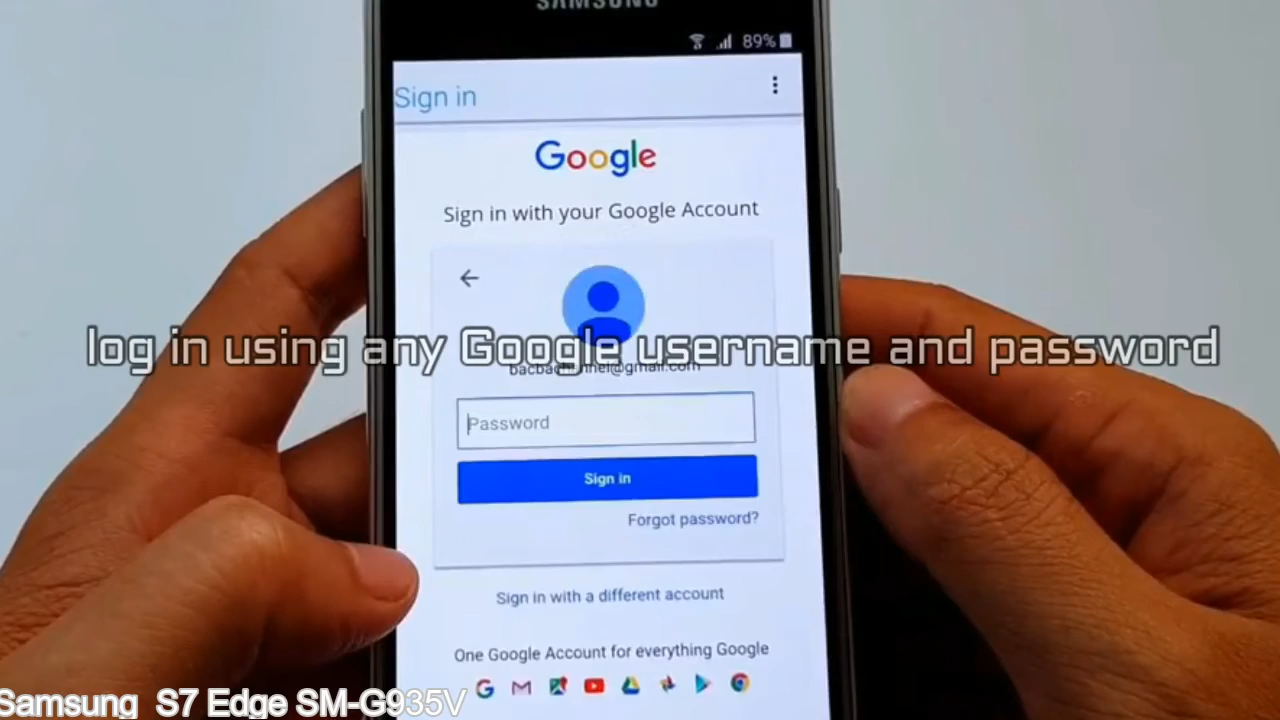 SAMSUNG
89%
Sign in
Google
Sign in with your Google Account
log in using any Google username and password
@gmail.com
Password
Sign in
Forgot password?
Sign in with a different account
One Google Account for everything Google
Samsung S7 Edge SM-G935V